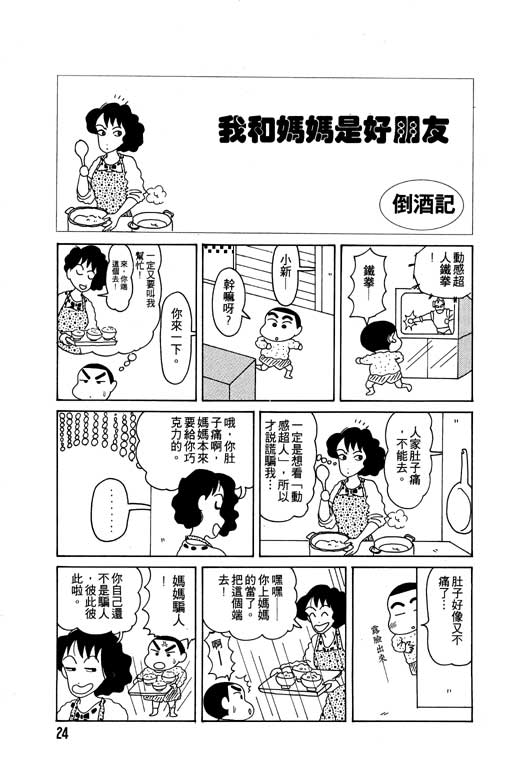 我和媽媽是好朋友
倒酒記
動感超
人鐵拳
！
鐵拳──
小新──
幹嘛呀？
你來一下。
一定又要叫我
幫忙！
來，你端
這個去！
人家肚子痛
，不能去。
一定是想看「動
感超人」，所以
才說謊騙我…
哦，你肚
子痛啊，
媽媽本來
要給你巧
克力的。
………
肚子好像又不
痛了…
露臉出來…
嘿嘿──
你上媽媽
的當了。
把這個端
去！
啊──
媽媽騙人
！
你自己還
不是騙人
，彼此彼
此啦。
24